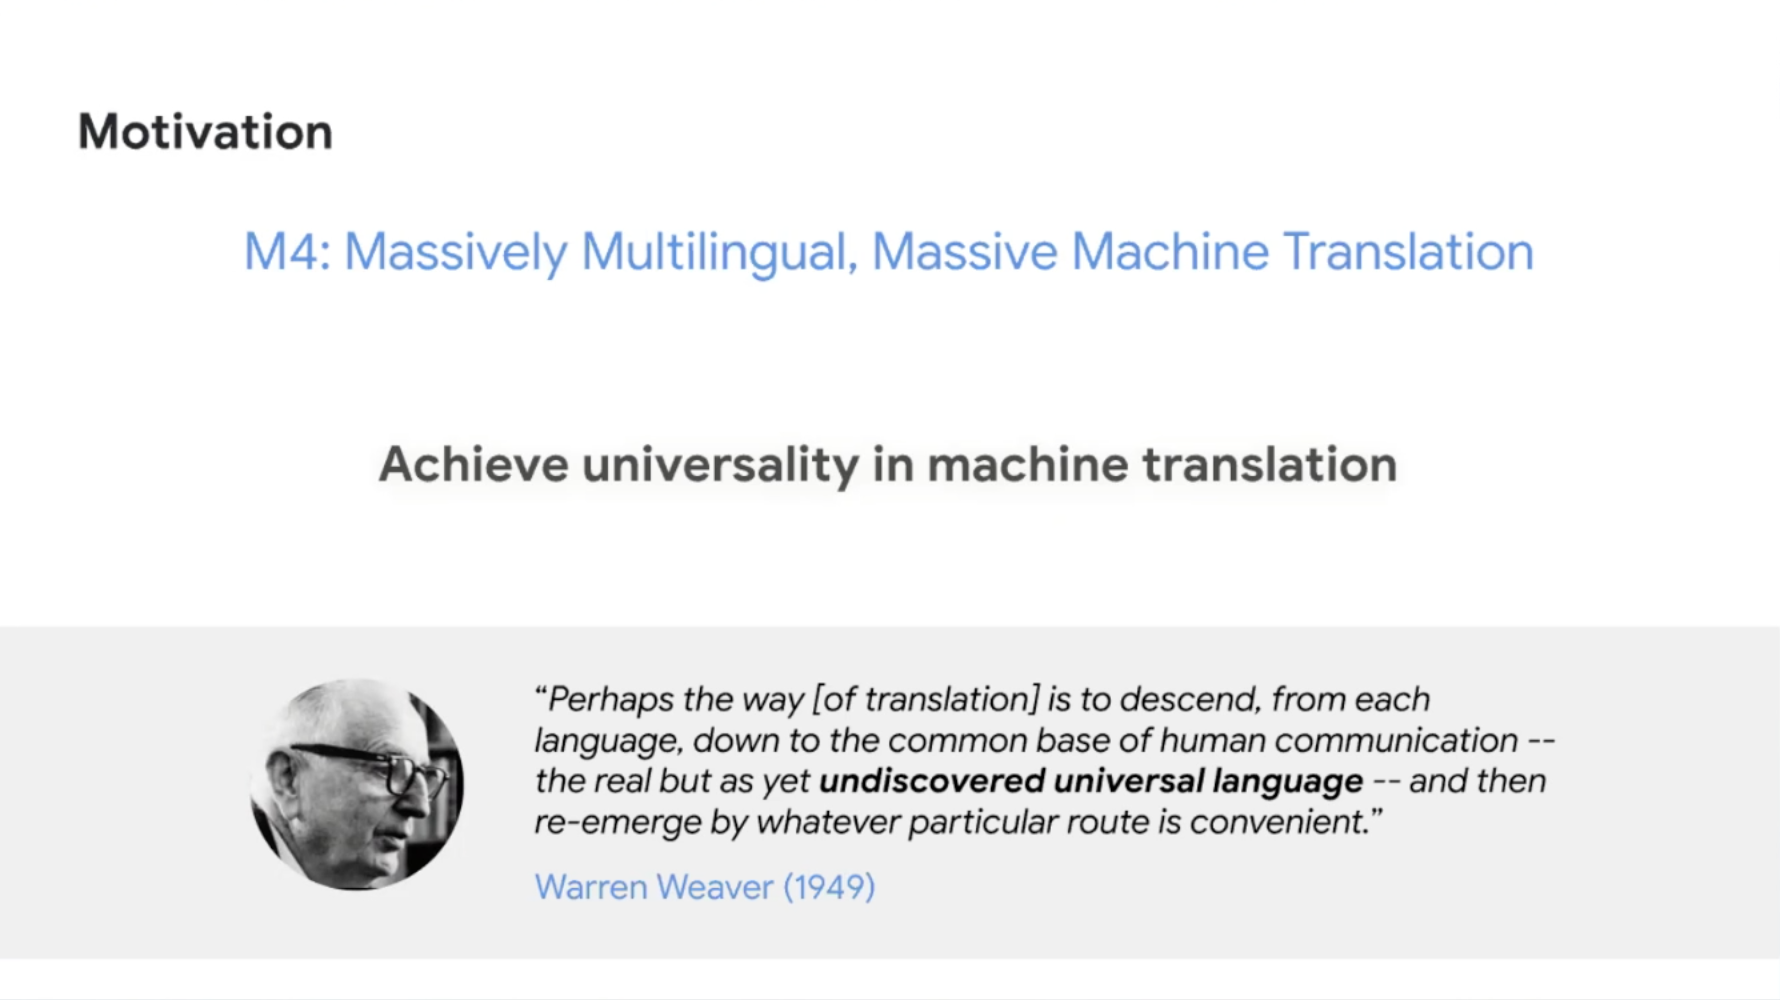 Motivation
M4: Massively Multilingual, Massive Machine Translation
Achieve universality in machine translation
“Perhaps the way [of translation] is to descend, from each
language, down to the common base of human communication --
the real but as yet undiscovered universal language -- and then
re-emerge by whatever particular route is convenient.”
Warren Weaver (1949)